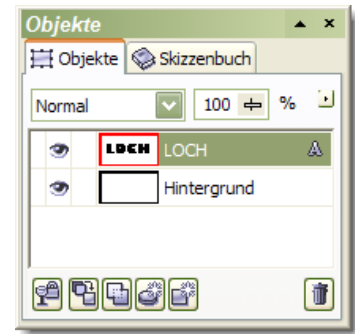 Objekte
Objekte Skizzenbuch
Normal 100 %
LOCH LOCH A
Hintergrund